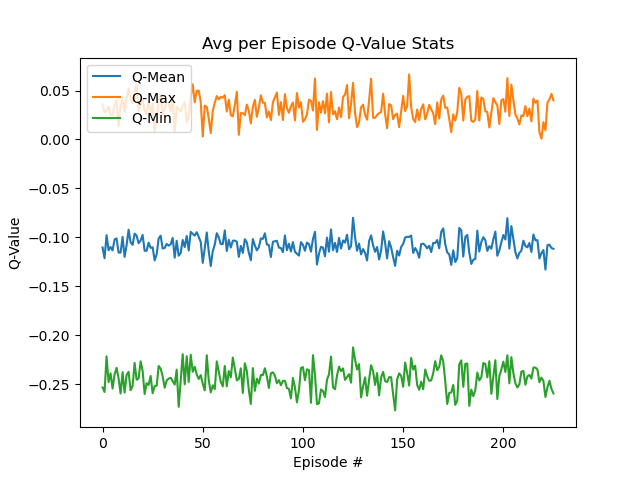 Avg per Episode Q-Value Stats
Q-Mean
Q-Max
Q-Min
Q-Value
0.05
0.00
−0.05
−0.10
−0.15
−0.20
−0.25
0 50 100 150 200
Episode #